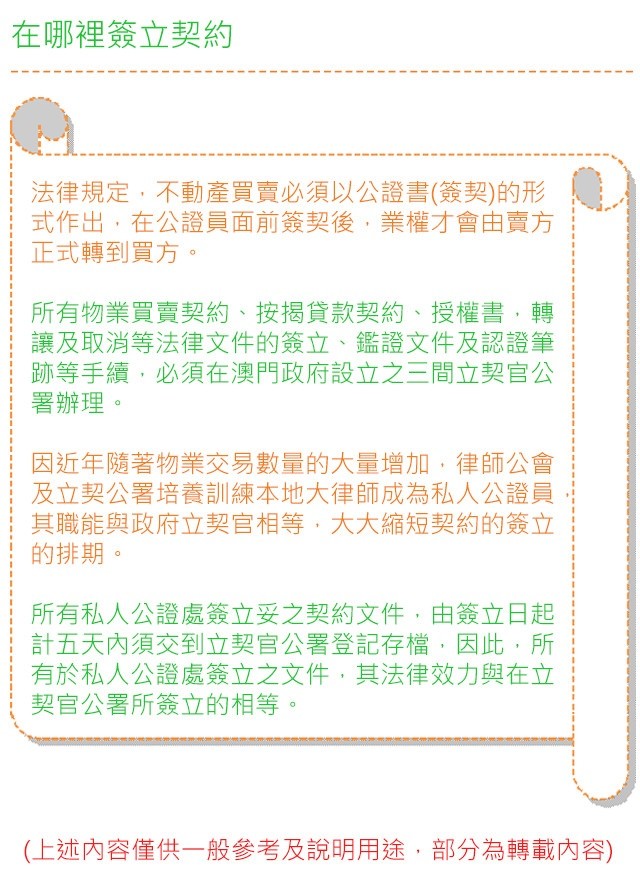 在哪裡簽立契約
法律規定，不動產買賣必須以公證書(簽契)的形
式作出，在公證員面前簽契後，業權才會由賣方
正式轉到買方。
所有物業買賣契約、按揭貸款契約、授權書，轉
讓及取消等法律文件的簽立、鑑證文件及認證筆
跡等手續，必須在澳門政府設立之三間立契官公
署辦理。
因近年隨著物業交易數量的大量增加，律師公會
及立契公署培養訓練本地大律師成為私人公證員，
其職能與政府立契官相等，大大縮短契約的簽立
的排期。
所有私人公證處簽立妥之契約文件，由簽立日起
計五天內須交到立契官公署登記存檔，因此，所
有於私人公證處簽立之文件，其法律效力與在立
契官公署所簽立的相等。
(上述內容僅供一般參考及說明用途，部分為轉載內容)